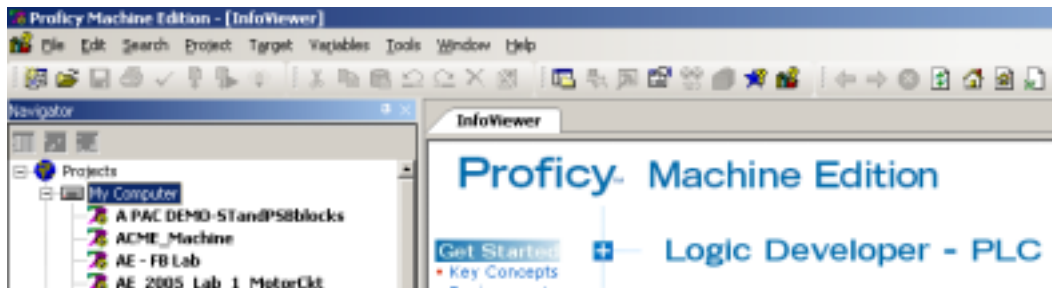 Proficy Machine Edition - [InfoViewer]
File Edit Search Project Target Variables Tools Window Help
Navigator
InfoViewer
Projects
My Computer
A PAC DEMO-STandPSBblocks
ACME_Machine
AE - FB Lab
AE_2005_Lab_1_MotorCkt
Proficy Machine Edition
Get Started
Logic Developer - PLC
Key Concepts